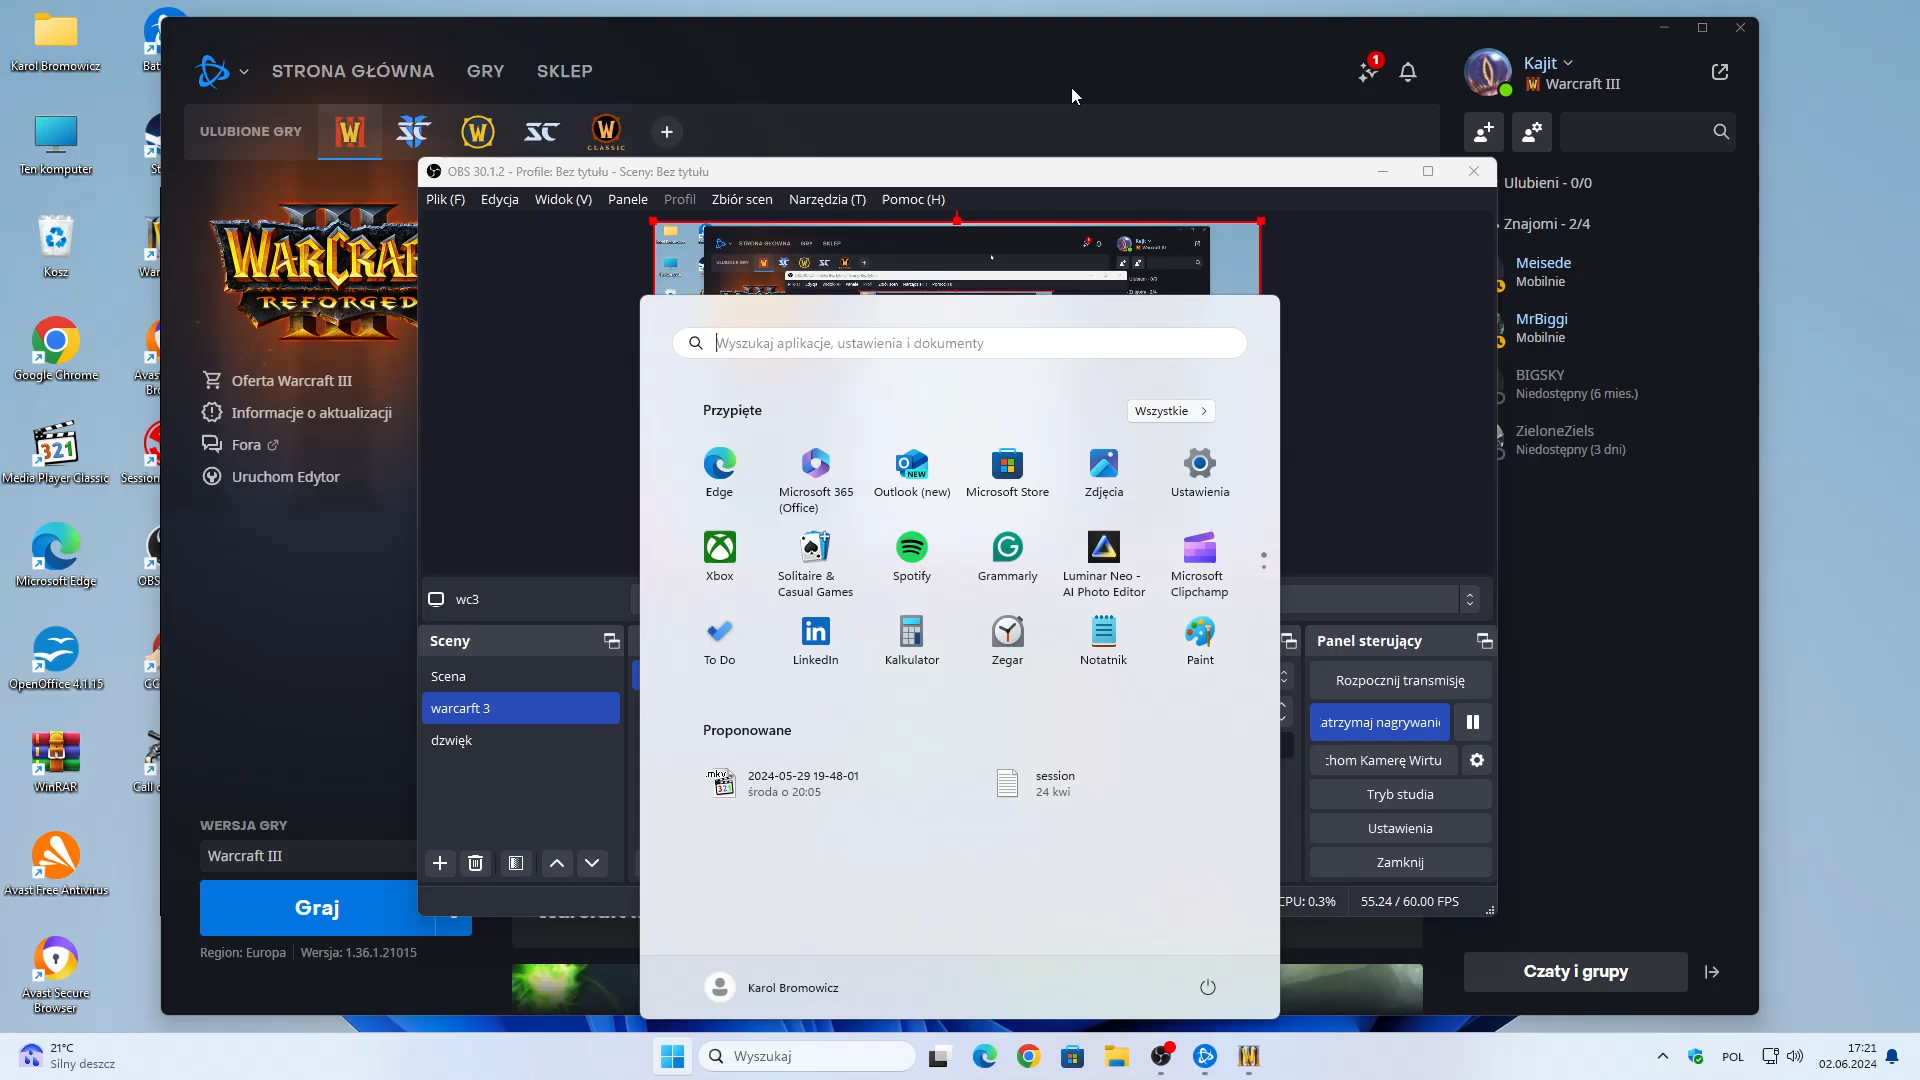 Karol Bromowicz
Ten komputer
Kosz
Google Chrome
Media Player Classic
Microsoft Edge
OpenOffice 4.1.15
WinRAR
Avast Free Antivirus
Avast Secure
Browser
STRONA GŁÓWNA
GRY
SKLEP
1
Kajit
Warcraft III
ULUBIONE GRY
CLASSIC
Ulubieni - 0/0
Znajomi - 2/4
Meisede
Mobilnie
MrBiggi
Mobilnie
BIGSKY
Niedostępny (6 mies.)
ZieloneZiels
Niedostępny (3 dni)
Czaty i grupy
REFORGED
Oferta Warcraft III
Informacje o aktualizacji
Fora
Uruchom Edytor
WERSJA GRY
Warcraft III
Graj
Region: Europa
Wersja: 1.36.1.21015
OBS 30.1.2 - Profile: Bez tytułu - Sceny: Bez tytułu
Plik (F)
Edycja
Widok (V)
Panele
Profil
Zbiór scen
Narzędzia (T)
Pomoc (H)
wc3
Sceny
Scena
warcarft 3
dzwięk
Panel sterujący
Rozpocznij transmisję
atrzymaj nagrywani
chom Kamerę Wirtu
Tryb studia
Ustawienia
Zamknij
CPU: 0.3%
55.24 / 60.00 FPS
Wyszukaj aplikacje, ustawienia i dokumenty
Przypięte
Wszystkie
Edge
Microsoft 365
(Office)
Outlook (new)
Microsoft Store
Zdjęcia
Ustawienia
Xbox
Solitaire &
Casual Games
Spotify
Grammarly
Luminar Neo -
AI Photo Editor
Microsoft
Clipchamp
To Do
LinkedIn
Kalkulator
Zegar
Notatnik
Paint
Proponowane
2024-05-29 19-48-01
środa o 20:05
session
24 kwi
Karol Bromowicz
21°C
Silny deszcz
Wyszukaj
POL
17:21
02.06.2024